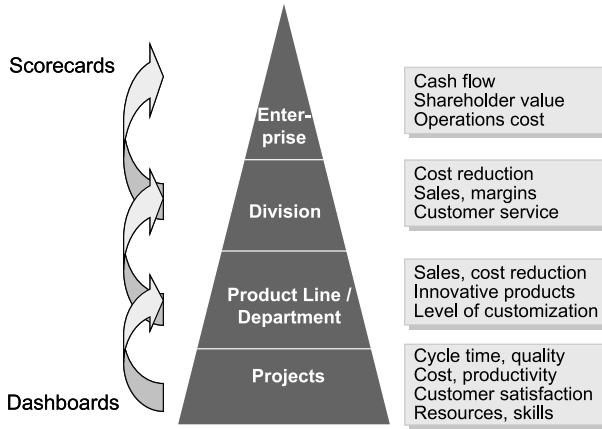 Scorecards
Enter-
prise
Cash flow
Shareholder value
Operations cost
Division
Cost reduction
Sales, margins
Customer service
Product Line /
Department
Sales, cost reduction
Innovative products
Level of customization
Projects
Cycle time, quality
Cost, productivity
Customer satisfaction
Resources, skills
Dashboards